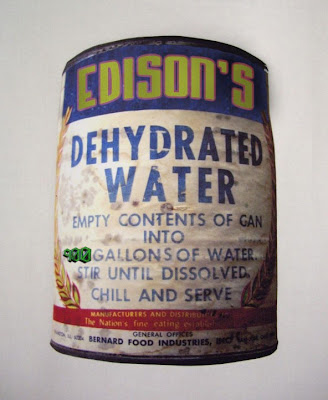 EDISON'S
DEHYDRATED
WATER
EMPTY CONTENTS OF CAN
INTO
GALLONS OF WATER.
STIR UNTIL DISSOLVED.
CHILL AND SERVE
MANUFACTURERS AND DISTRIB
The Nation's fine eating
GENERAL OFFICES
BERNARD FOOD INDUSTRIES,